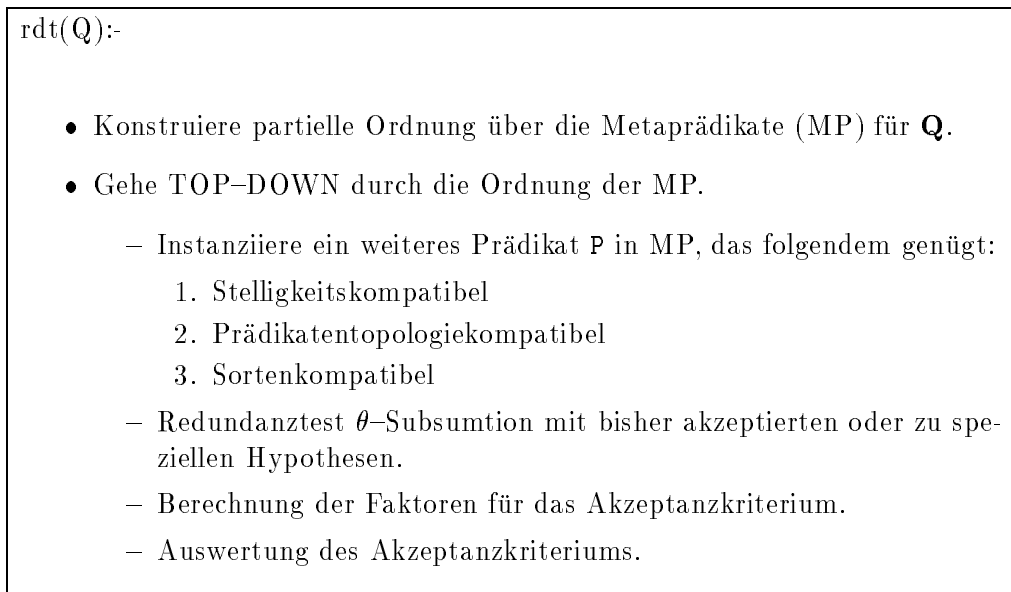 rdt(Q):-
• Konstruiere partielle Ordnung über die Metaprädikate (MP) für Q.
• Gehe TOP–DOWN durch die Ordnung der MP.
– Instanziiere ein weiteres Prädikat P in MP, das folgendem genügt:
1. Stelligkeitskompatibel
2. Prädikatentopologiekompatibel
3. Sortenkompatibel
– Redundanztest θ–Subsumtion mit bisher akzeptierten oder zu spe-
ziellen Hypothesen.
– Berechnung der Faktoren für das Akzeptanzkriterium.
– Auswertung des Akzeptanzkriteriums.